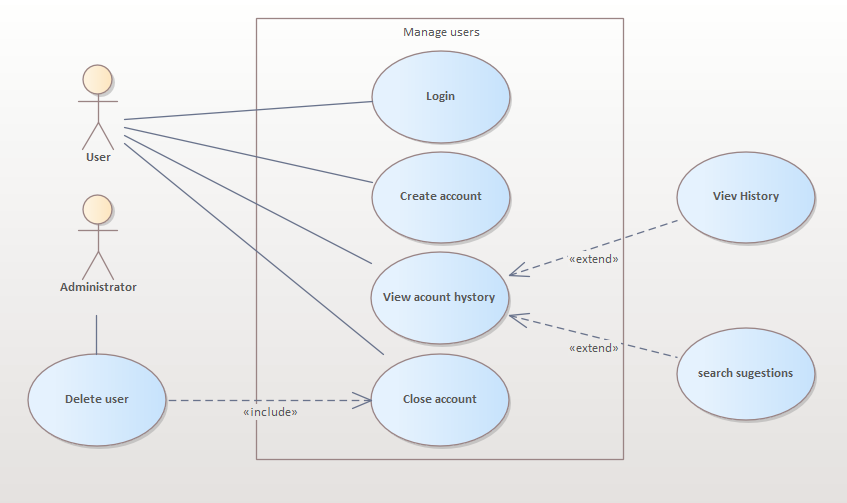 Manage users
Login
User
Create account
Viev History
«extend»
Administrator
View acount hystory
«extend»
search sugestions
Delete user
«include»
Close account